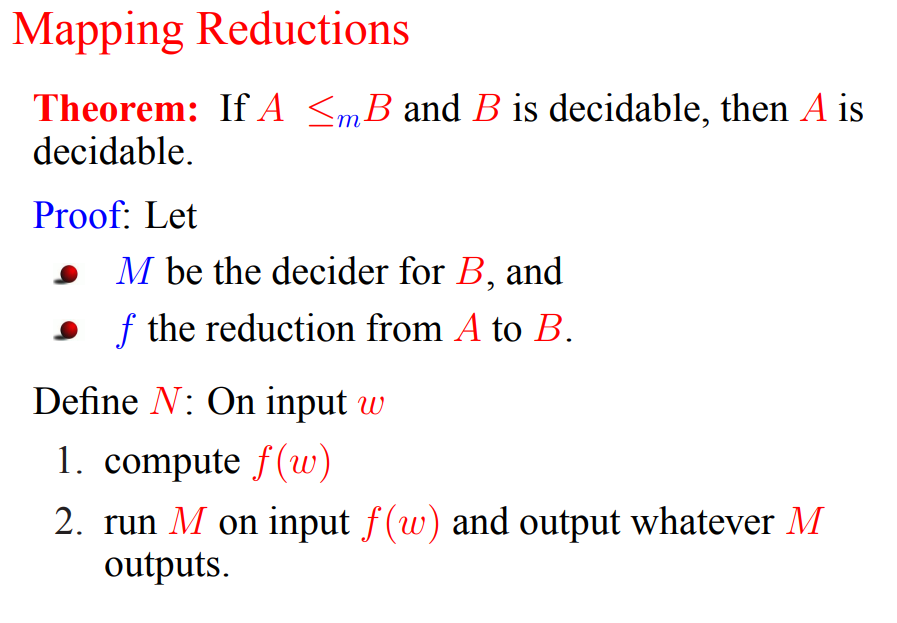 Mapping Reductions
Theorem: If A ≤ₘ B and B is decidable, then A is
decidable.
Proof: Let
M be the decider for B, and
f the reduction from A to B.
Define N: On input w
1. compute f(w)
2. run M on input f(w) and output whatever M
outputs.